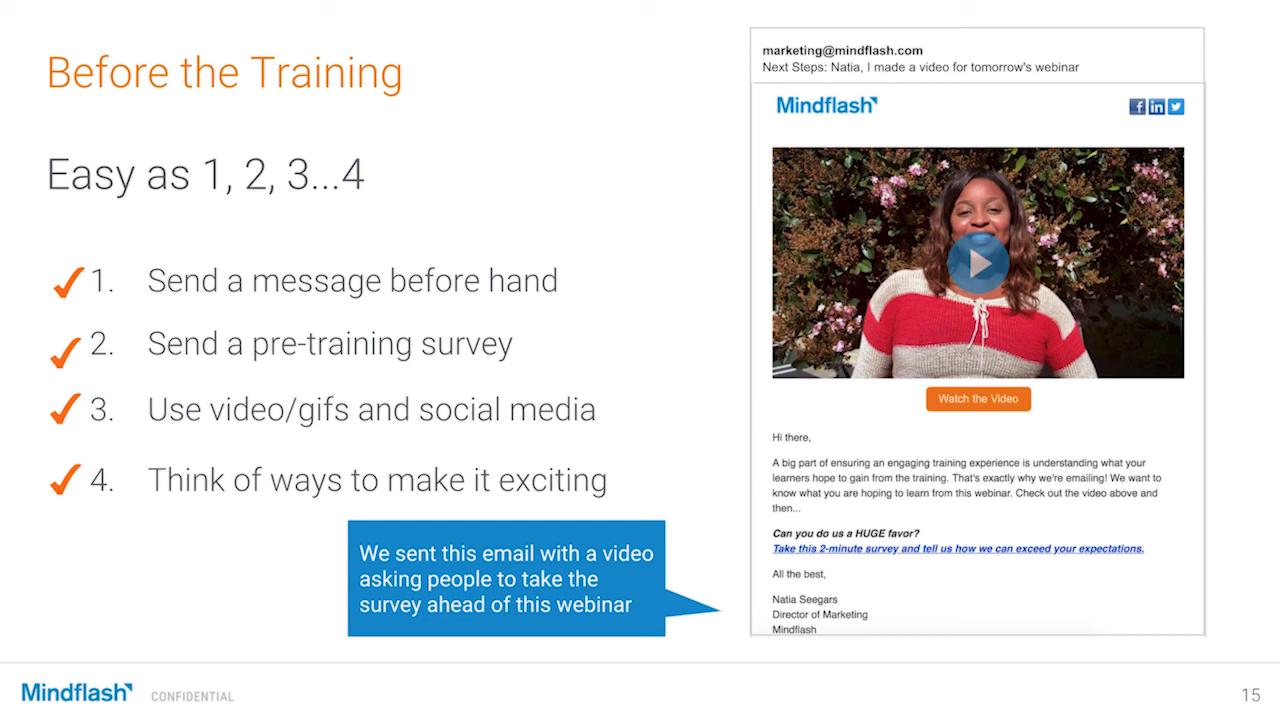 Before the Training
Easy as 1, 2, 3...4
1. Send a message before hand
2. Send a pre-training survey
3. Use video/gifs and social media
4. Think of ways to make it exciting
We sent this email with a video
asking people to take the
survey ahead of this webinar
marketing@mindflash.com
Next Steps: Natia, I made a video for tomorrow's webinar
Mindflash
f in
Watch the Video
Hi there,
A big part of ensuring an engaging training experience is understanding what your
learners hope to gain from the training. That's exactly why we're emailing! We want to
know what you are hoping to learn from this webinar. Check out the video above and
then...
Can you do us a HUGE favor?
Take this 2-minute survey and tell us how we can exceed your expectations.
All the best,
Natia Seegars
Director of Marketing
Mindflash
Mindflash CONFIDENTIAL
15